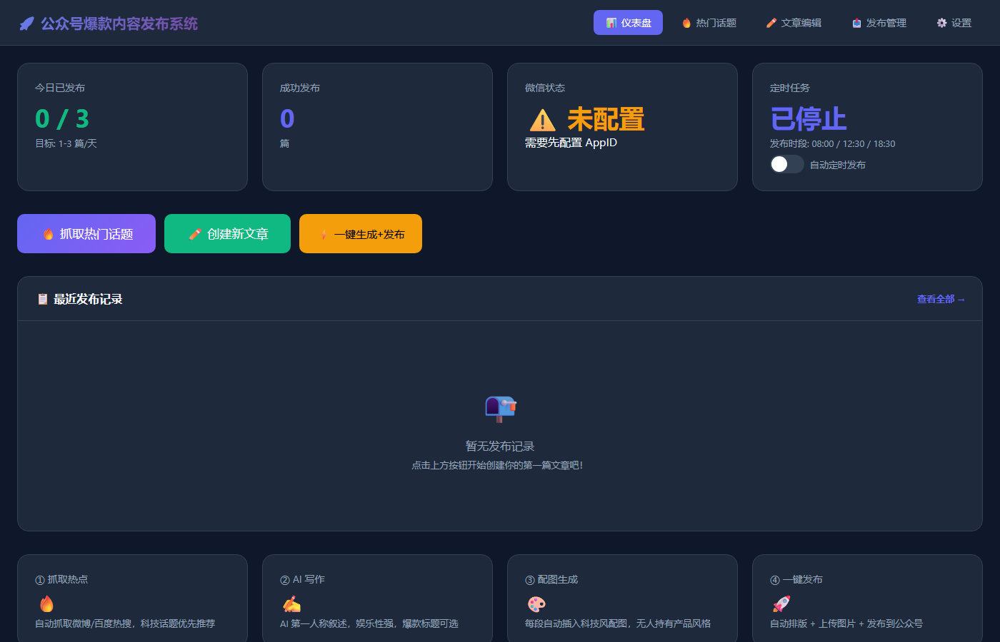 公众号爆款内容发布系统
仪表盘
热门话题
文章编辑
发布管理
设置
今日已发布
0 / 3
目标: 1-3 篇/天
成功发布
0
篇
微信状态
未配置
需要先配置 AppID
定时任务
已停止
发布时段: 08:00 / 12:30 / 18:30
自动定时发布
抓取热门话题
创建新文章
一键生成+发布
最近发布记录
查看全部 →
暂无发布记录
点击上方按钮开始创建你的第一篇文章吧！
① 抓取热点
自动抓取微博/百度热搜，科技话题优先推荐
② AI 写作
AI 第一人称叙述，娱乐性强，爆款标题可选
③ 配图生成
每段自动插入科技风配图，无人持有产品风格
④ 一键发布
自动排版 + 上传图片 + 发布到公众号